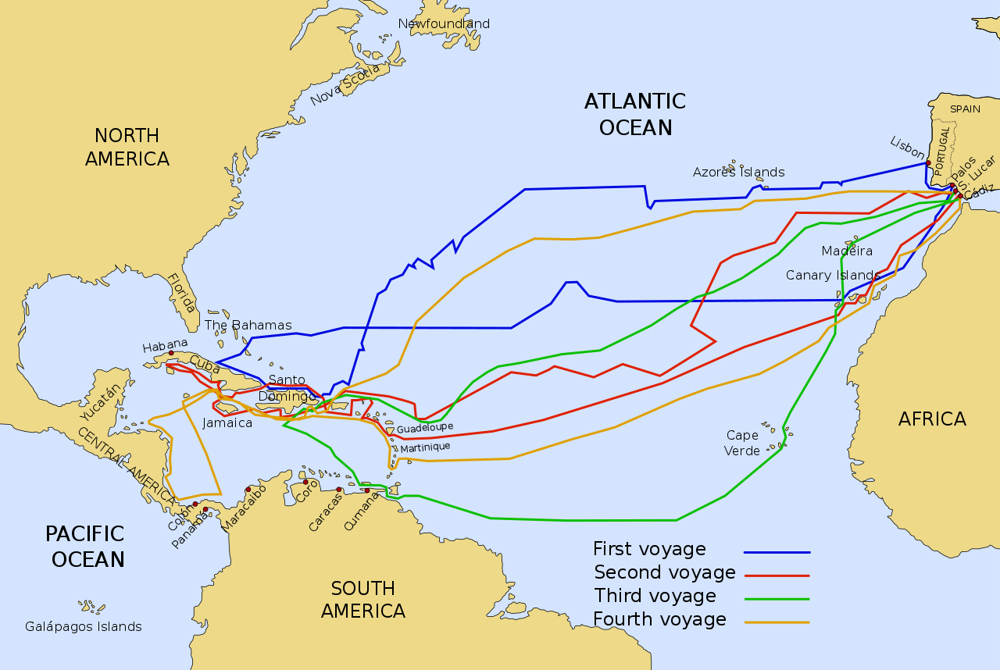 Newfoundland
Nova Scotia
ATLANTIC
OCEAN
SPAIN
PORTUGAL
Lisbon
Palos
S. Lucar
Cádiz
NORTH
AMERICA
Azores Islands
Madeira
Canary Islands
Florida
The Bahamas
Habana
Cuba
Santo
Domingo
Yucatán
Jamaica
Guadeloupe
Martinique
CENTRAL AMERICA
Cape
Verde
AFRICA
Colón
Panamá
Maracaibo
Coro
Caracas
Cumana
PACIFIC
OCEAN
SOUTH
AMERICA
Galápagos Islands
First voyage
Second voyage
Third voyage
Fourth voyage